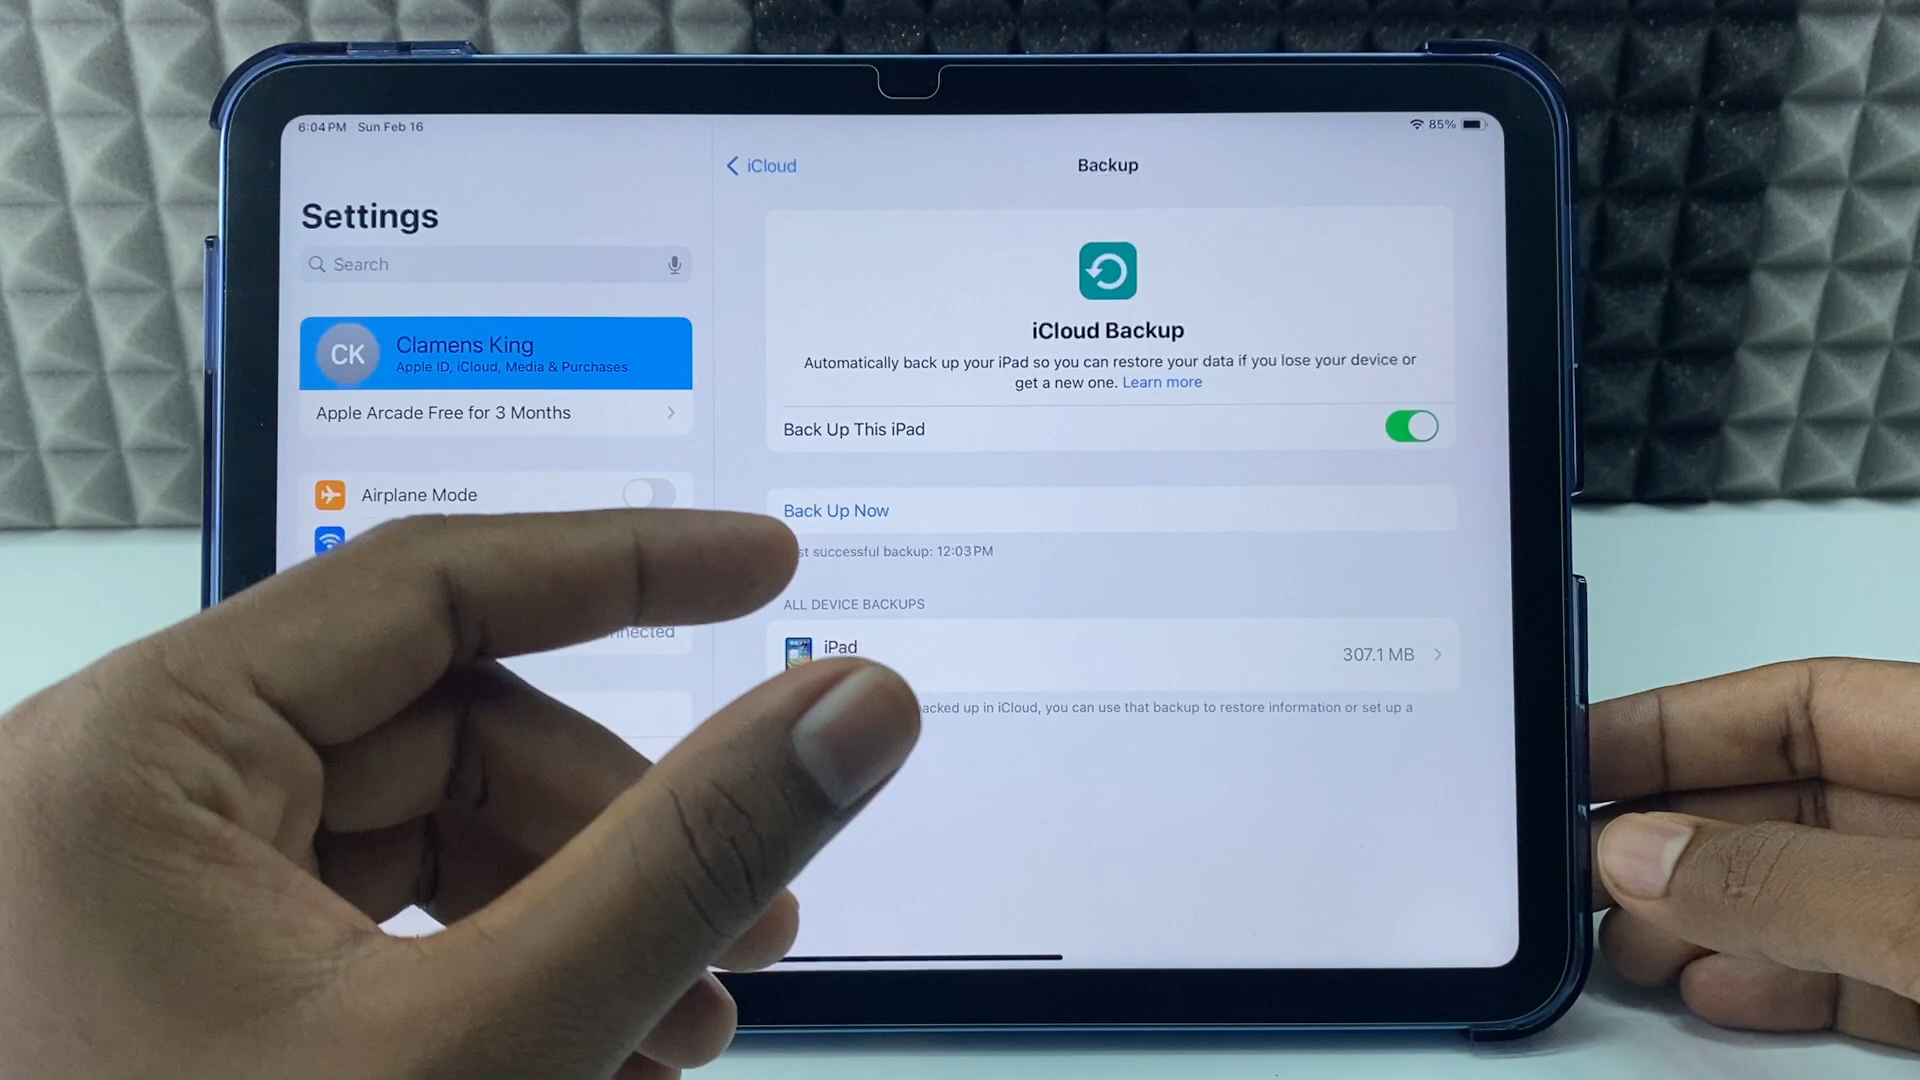 6:04 PM Sun Feb 16
85%
Settings
Search
CK
Clamens King
Apple ID, iCloud, Media & Purchases
Apple Arcade Free for 3 Months
Airplane Mode
iCloud
Backup
iCloud Backup
Automatically back up your iPad so you can restore your data if you lose your device or
get a new one. Learn more
Back Up This iPad
Back Up Now
successful backup: 12:03 PM
ALL DEVICE BACKUPS
iPad
307.1 MB
in iCloud, you can use that backup to restore information or set up a